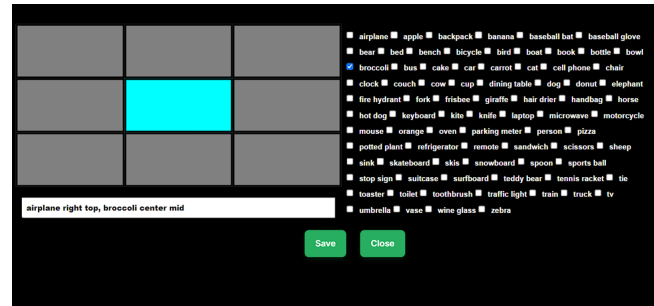 airplane apple backpack banana baseball bat baseball glove
bear bed bench bicycle bird boat book bottle bowl
broccoli bus cake car carrot cat cell phone chair
clock couch cow cup dining table dog donut elephant
fire hydrant fork frisbee giraffe hair drier handbag horse
hot dog keyboard kite knife laptop microwave motorcycle
mouse orange oven parking meter person pizza
potted plant refrigerator remote sandwich scissors sheep
sink skateboard skis snowboard spoon sports ball
stop sign suitcase surfboard teddy bear tennis racket tie
toaster toilet toothbrush traffic light train truck tv
umbrella vase wine glass zebra
airplane right top, broccoli center mid
Save Close